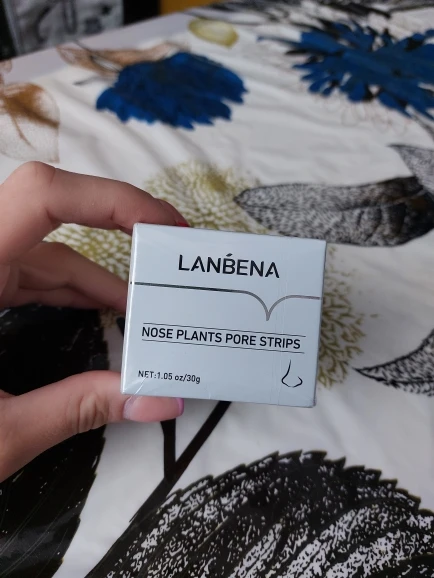 LANBENA
NOSE PLANTS PORE STRIPS
NET:1.05 oz/30g